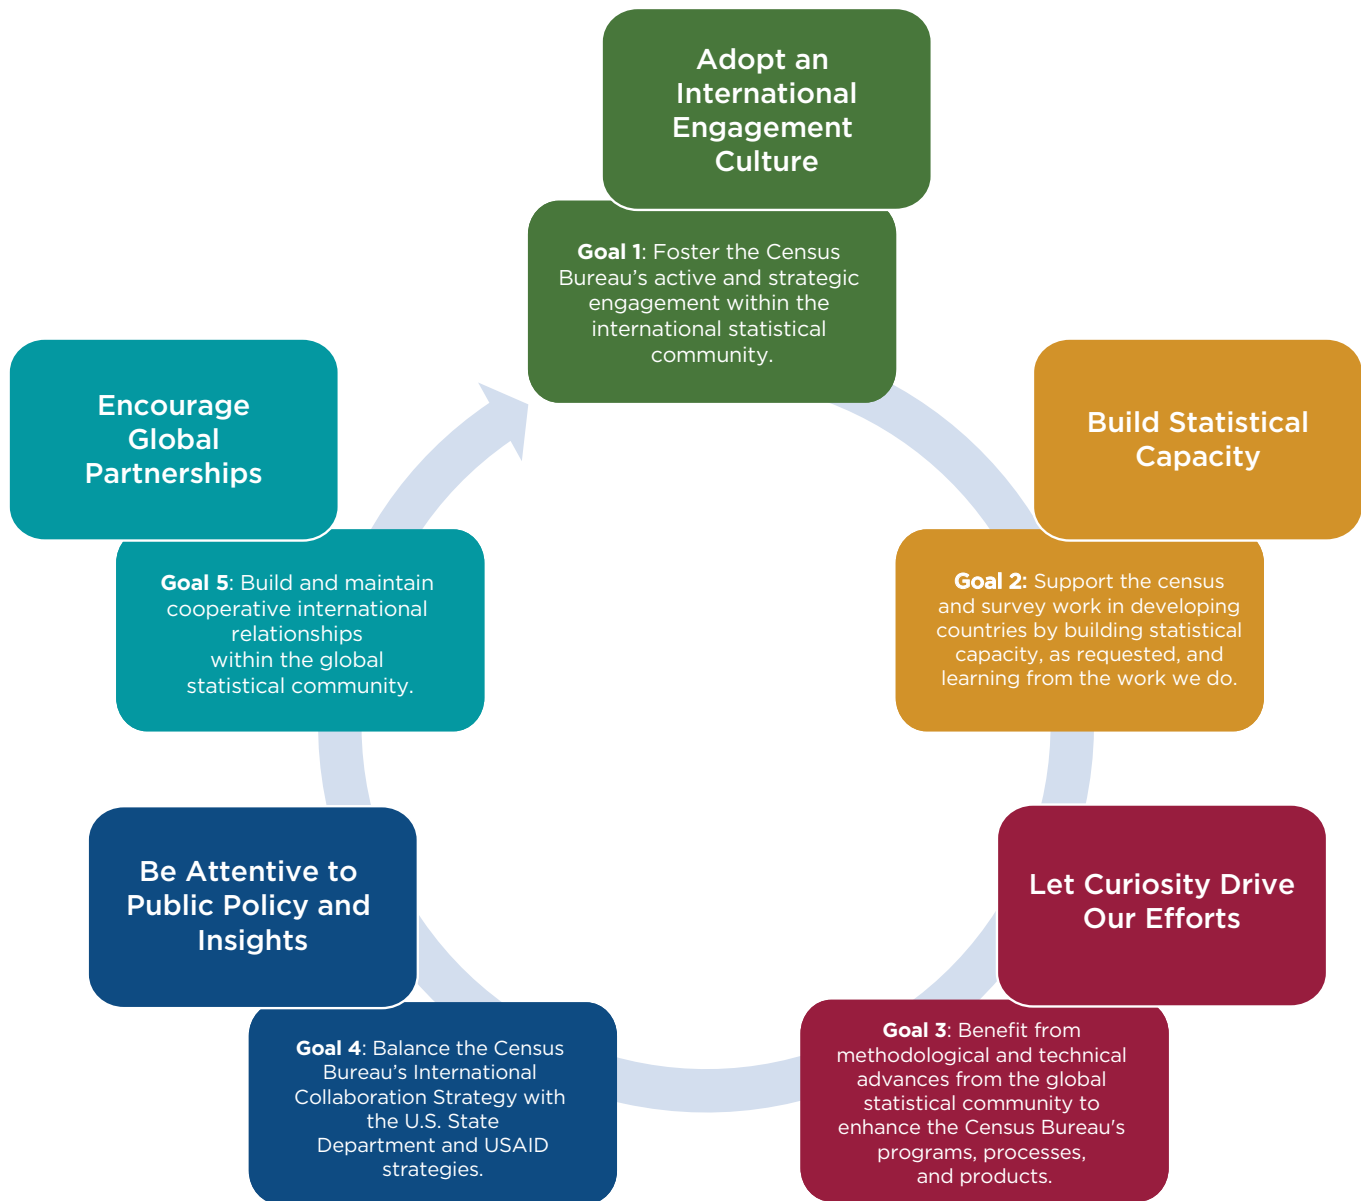 Adopt an
International
Engagement
Culture
Goal 1: Foster the Census
Bureau’s active and strategic
engagement within the
international statistical
community.
Build Statistical
Capacity
Goal 2: Support the census
and survey work in developing
countries by building statistical
capacity, as requested, and
learning from the work we do.
Let Curiosity Drive
Our Efforts
Goal 3: Benefit from
methodological and technical
advances from the global
statistical community to
enhance the Census Bureau's
programs, processes,
and products.
Be Attentive to
Public Policy and
Insights
Goal 4: Balance the Census
Bureau’s International
Collaboration Strategy with
the U.S. State
Department and USAID
strategies.
Encourage
Global
Partnerships
Goal 5: Build and maintain
cooperative international
relationships
within the global
statistical community.